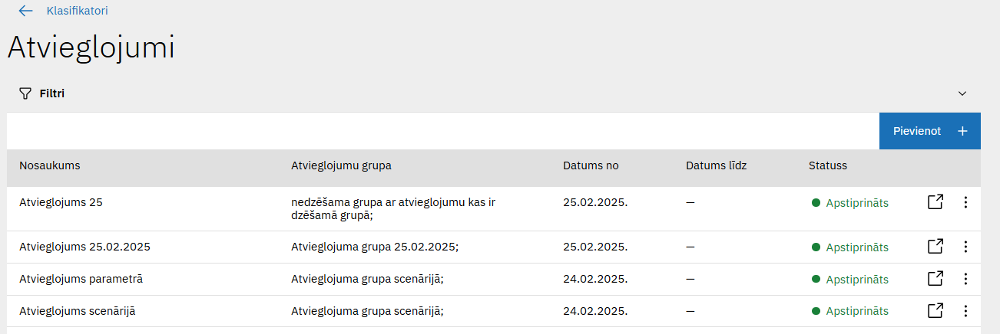 Klasifikatori
Atvieglojumi
Filtri
Pievienot
Nosaukums Atvieglojumu grupa Datums no Datums līdz Statuss
Atvieglojums 25 nedzēšama grupa ar atvieglojumu kas ir 25.02.2025. — Apstiprināts
dzēšamā grupā;
Atvieglojums 25.02.2025 Atvieglojuma grupa 25.02.2025; 25.02.2025. — Apstiprināts
Atvieglojums parametrā Atvieglojuma grupa scenārijā; 24.02.2025. — Apstiprināts
Atvieglojums scenārijā Atvieglojuma grupa scenārijā; 24.02.2025. — Apstiprināts